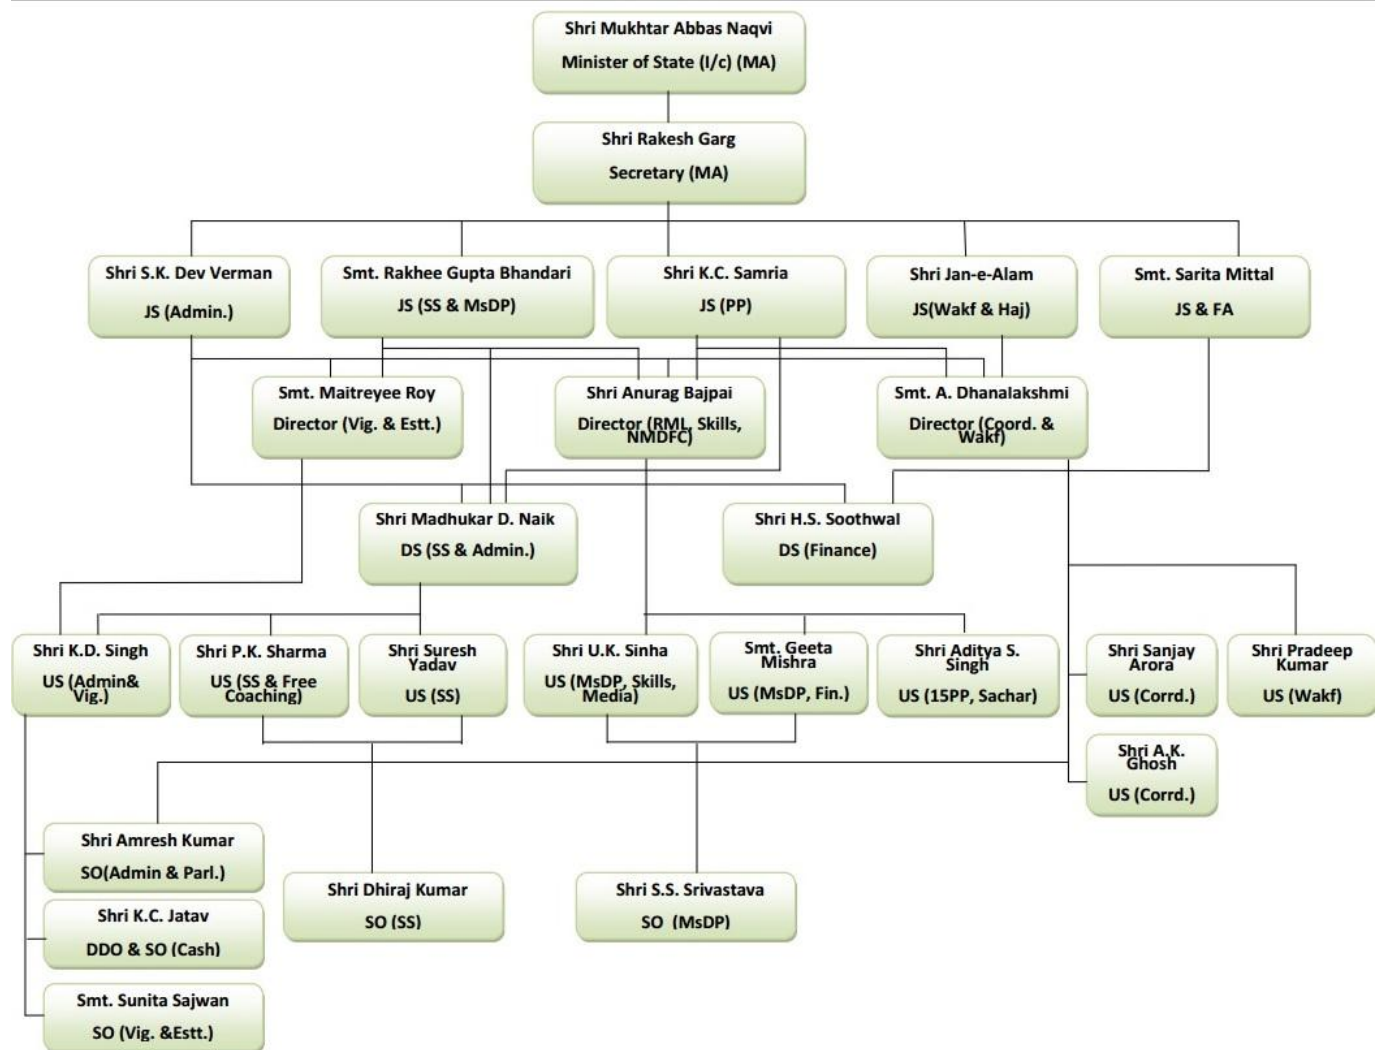 Shri Mukhtar Abbas Naqvi
Minister of State (I/c) (MA)
Shri Rakesh Garg
Secretary (MA)
Shri S.K. Dev Verman
JS (Admin.)
Smt. Rakhee Gupta Bhandari
JS (SS & MsDP)
Shri K.C. Samria
JS (PP)
Shri Jan-e-Alam
JS(Wakf & Haj)
Smt. Sarita Mittal
JS & FA
Smt. Maitreyee Roy
Director (Vig. & Estt.)
Shri Anurag Bajpai
Director (RML, Skills,
NMDFC)
Smt. A. Dhanalakshmi
Director (Coord. &
Wakf)
Shri Madhukar D. Naik
DS (SS & Admin.)
Shri H.S. Soothwal
DS (Finance)
Shri K.D. Singh
US (Admin&
Vig.)
Shri P.K. Sharma
US (SS & Free
Coaching)
Shri Suresh
Yadav
US (SS)
Shri U.K. Sinha
US (MsDP, Skills,
Media)
Smt. Geeta
Mishra
US (MsDP, Fin.)
Shri Aditya S.
Singh
US (15PP, Sachar)
Shri Sanjay
Arora
US (Corrd.)
Shri Pradeep
Kumar
US (Wakf)
Shri A.K.
Ghosh
US (Corrd.)
Shri Amresh Kumar
SO(Admin & Parl.)
Shri Dhiraj Kumar
SO (SS)
Shri S.S. Srivastava
SO (MsDP)
Shri K.C. Jatav
DDO & SO (Cash)
Smt. Sunita Sajwan
SO (Vig. &Estt.)